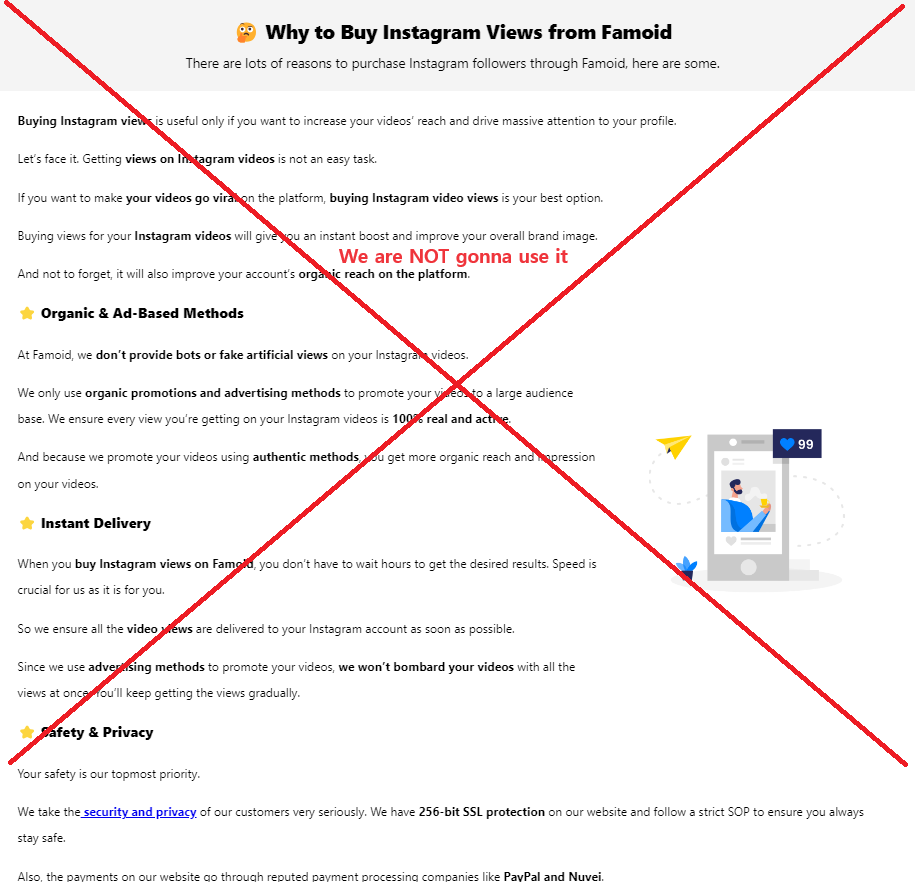 🤔 Why to Buy Instagram Views from Famoid
There are lots of reasons to purchase Instagram followers through Famoid, here are some.
Buying Instagram views is useful only if you want to increase your videos’ reach and drive massive attention to your profile.
Let’s face it. Getting views on Instagram videos is not an easy task.
If you want to make your videos go viral on the platform, buying Instagram video views is your best option.
Buying views for your Instagram videos will give you an instant boost and improve your overall brand image.
We are NOT gonna use it
And not to forget, it will also improve your account’s organic reach on the platform.
⭐ Organic & Ad-Based Methods
At Famoid, we don’t provide bots or fake artificial views on your Instagram videos.
We only use organic promotions and advertising methods to promote your videos to a large audience
base. We ensure every view you’re getting on your Instagram videos is 100% real and active.
And because we promote your videos using authentic methods, you get more organic reach and impression
on your videos.
99
⭐ Instant Delivery
When you buy Instagram views on Famoid, you don’t have to wait hours to get the desired results. Speed is
crucial for us as it is for you.
So we ensure all the video views are delivered to your Instagram account as soon as possible.
Since we use advertising methods to promote your videos, we won’t bombard your videos with all the
views at once. You’ll keep getting the views gradually.
⭐ Safety & Privacy
Your safety is our topmost priority.
We take the security and privacy of our customers very seriously. We have 256-bit SSL protection on our website and follow a strict SOP to ensure you always
stay safe.
Also, the payments on our website go through reputed payment processing companies like PayPal and Nuvei.